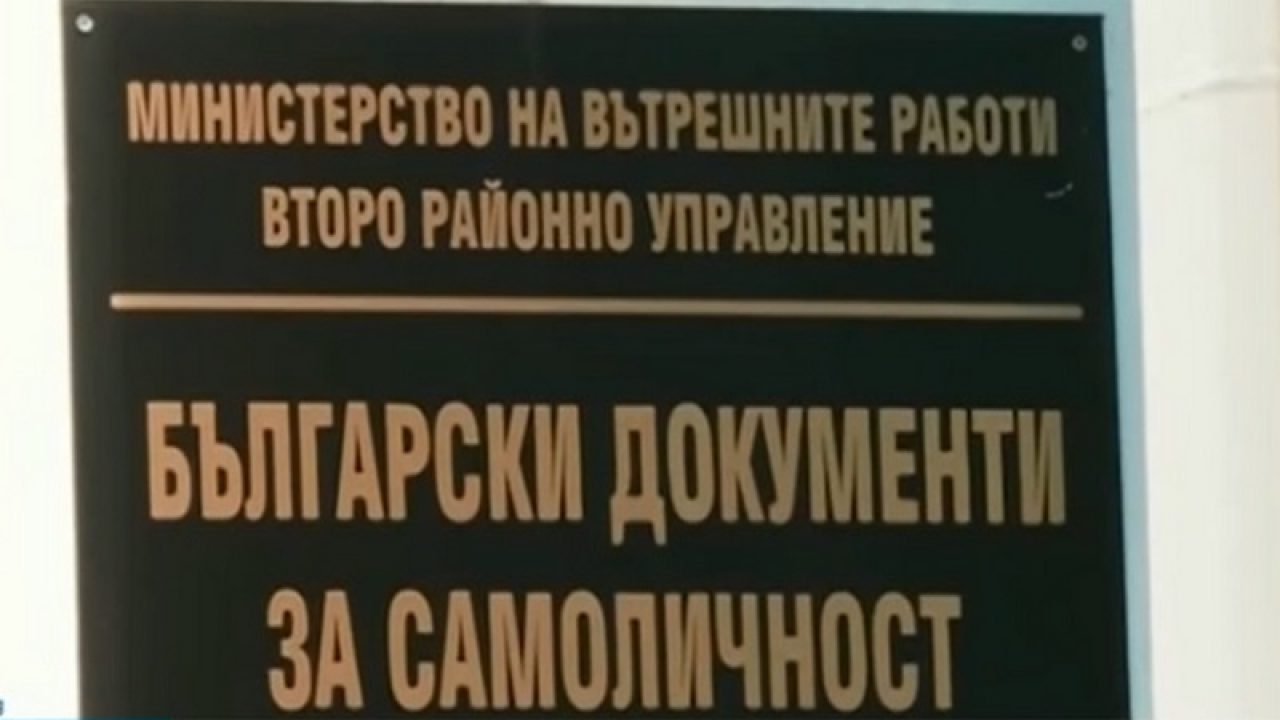 МИНИСТЕРСТВО НА ВЪТРЕШНИТЕ РАБОТИ
ВТОРО РАЙОННО УПРАВЛЕНИЕ
БЪЛГАРСКИ ДОКУМЕНТИ
ЗА САМОЛИЧНОСТ